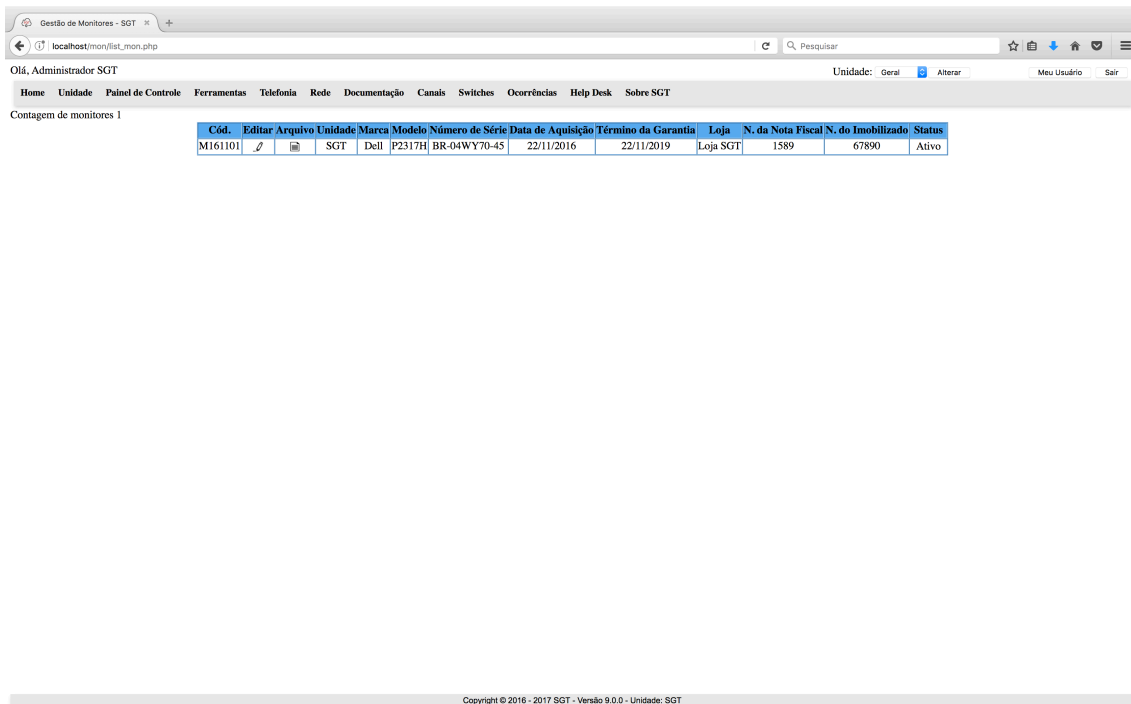 Gestão de Monitores - SGT × +
localhost/mon/list_mon.php Pesquisar
Olá, Administrador SGT Unidade: Geral Alterar Meu Usuário Sair
Home Unidade Painel de Controle Ferramentas Telefonia Rede Documentação Canais Switches Ocorrências Help Desk Sobre SGT
Contagem de monitores 1
Cód. Editar Arquivo Unidade Marca Modelo Número de Série Data de Aquisição Término da Garantia Loja N. da Nota Fiscal N. do Imobilizado Status
M161101 SGT Dell P2317H BR-04WY70-45 22/11/2016 22/11/2019 Loja SGT 1589 67890 Ativo
Copyright © 2016 - 2017 SGT - Versão 9.0.0 - Unidade: SGT